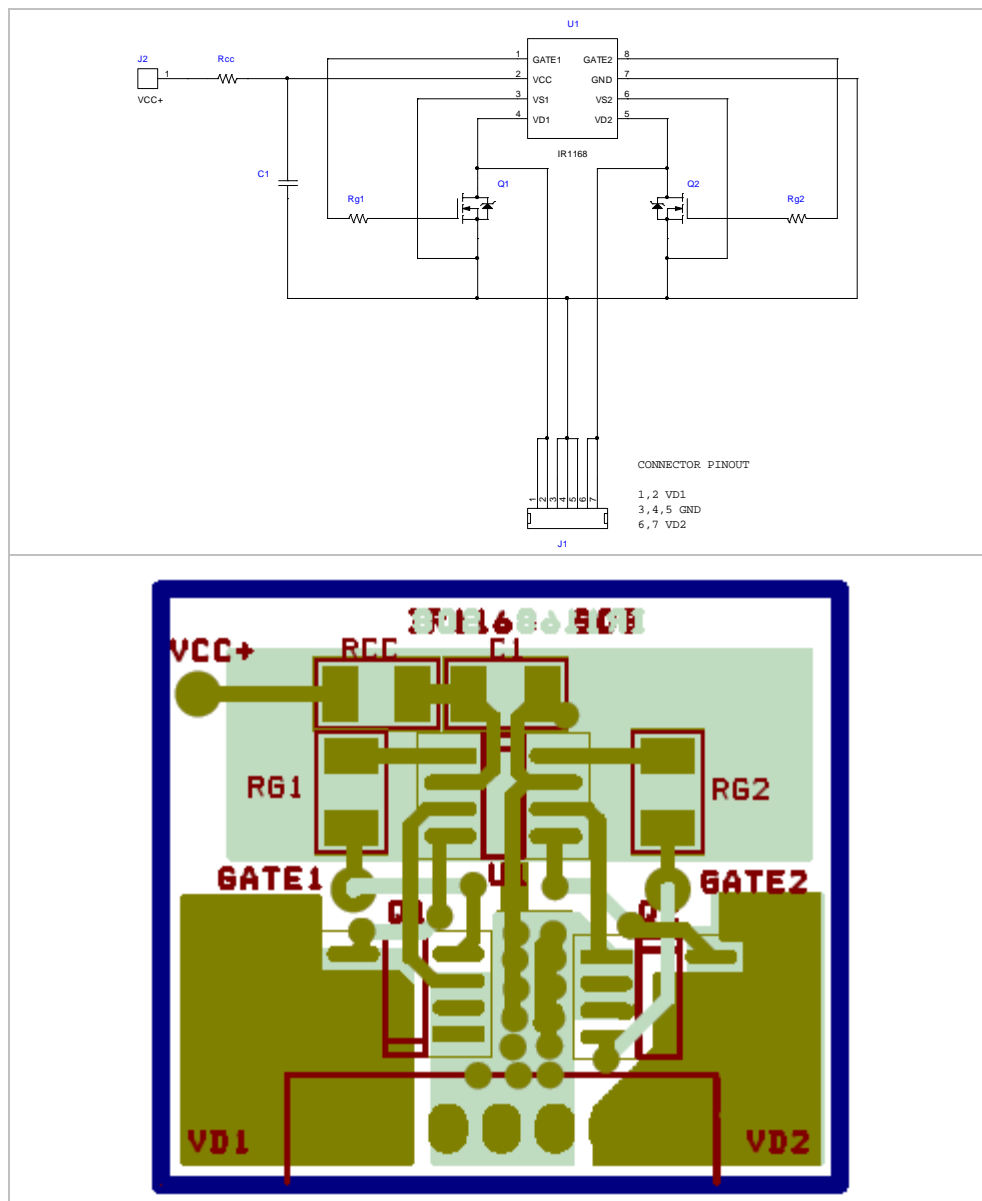 U1
J2
Rcc
1 GATE1 GATE2 8
1
2 VCC GND 7
VCC+
3 VS1 VS2 6
4 VD1 VD2 5
IR1168
C1
Q1
Q2
Rg1
Rg2
CONNECTOR PINOUT
1 2 3 4 5 6 7
1,2 VD1
3,4,5 GND
6,7 VD2
J1
VCC+
RCC
C1
RG1
RG2
U1
GATE1
GATE2
Q1
VD1
VD2